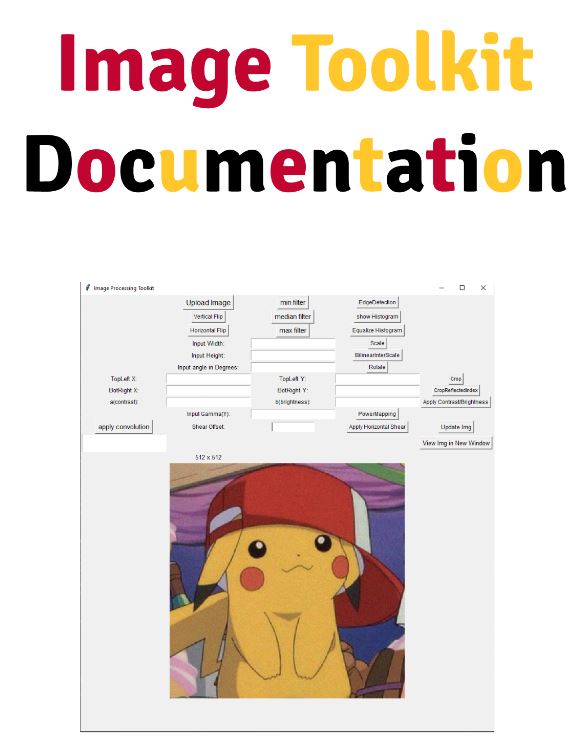 Image Toolkit
Documentation
Image Processing Toolkit
Upload Image min filter EdgeDetection
Vertical Flip median filter show Histogram
Horizontal Flip max filter Equalize Histogram
Input Width: Scale
Input Height: BilinearInterScale
Input angle in Degrees: Rotate
TopLeft X: TopLeft Y: Crop
BotRight X: BotRight Y: CropReflectedIndex
a(contrast): b(brightness): Apply Contrast/Brightness
Input Gamma(Y): PowerMapping
apply convolution Shear Offset: Apply Horizontal Shear Update Img
View Img in New Window
512 x 512